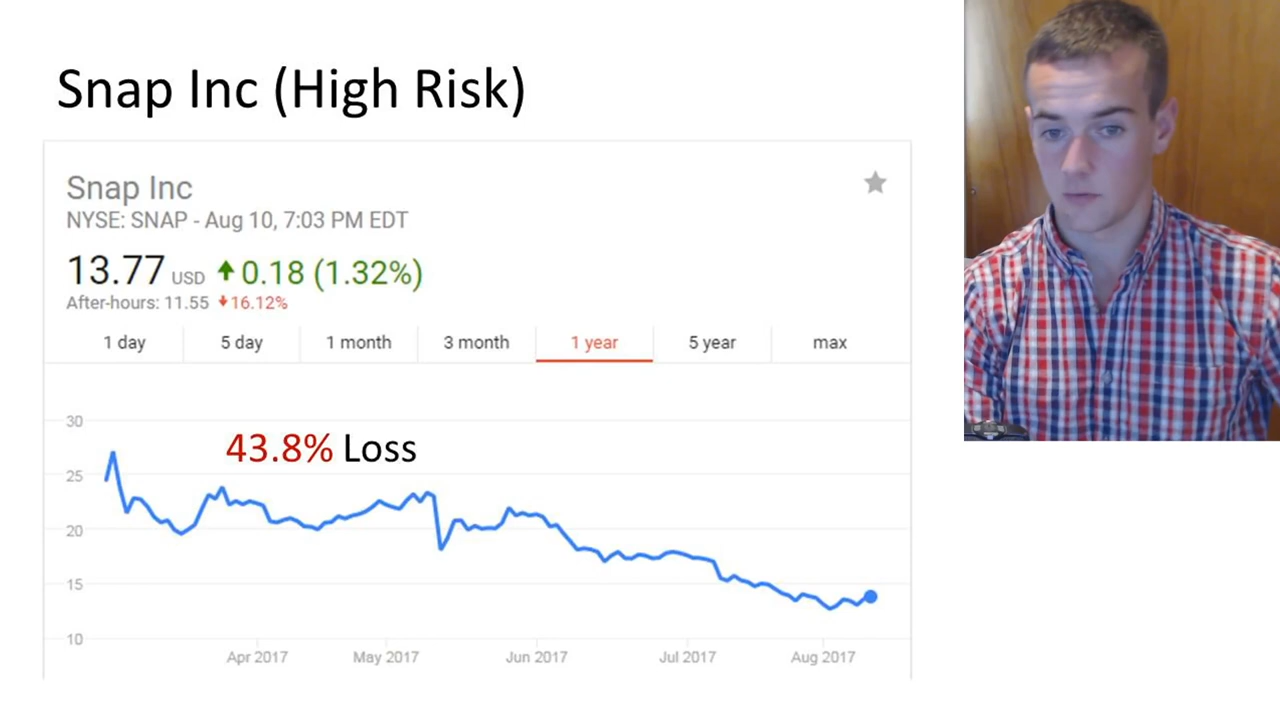 Snap Inc (High Risk)
Snap Inc
NYSE: SNAP - Aug 10, 7:03 PM EDT
13.77 USD 0.18 (1.32%)
After-hours: 11.55 16.12%
1 day 5 day 1 month 3 month 1 year 5 year max
30
43.8% Loss
25
20
15
10
Apr 2017 May 2017 Jun 2017 Jul 2017 Aug 2017